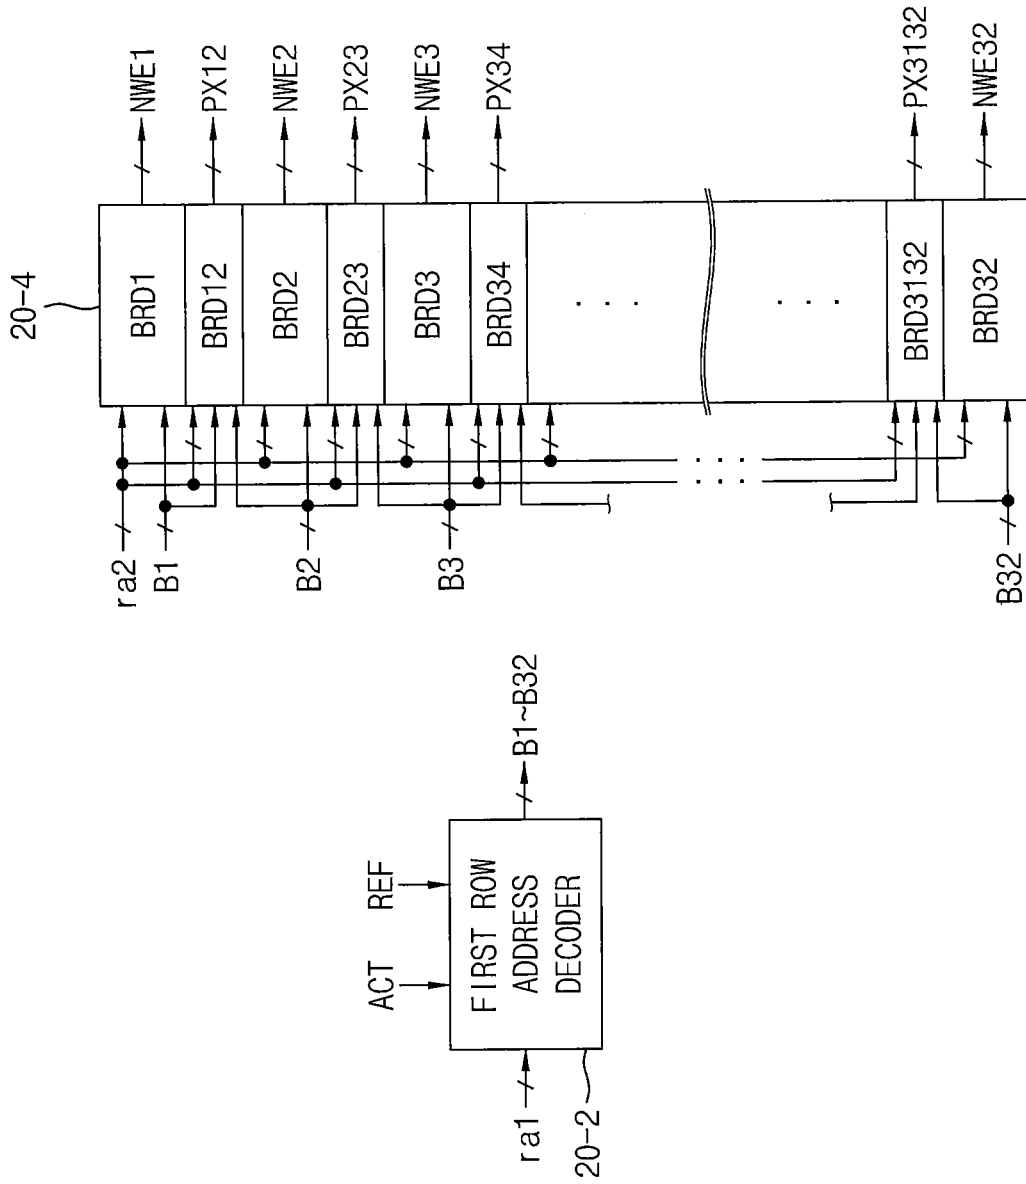 20-4
ra2
B1
B2
B3
B32
BRD1
BRD12
BRD2
BRD23
BRD3
BRD34
. . .
. . .
BRD3132
BRD32
. . .
NWE1
PX12
NWE2
PX23
NWE3
PX34
PX3132
NWE32
ACT
REF
ra1
FIRST ROW
ADDRESS
DECODER
B1~B32
20-2